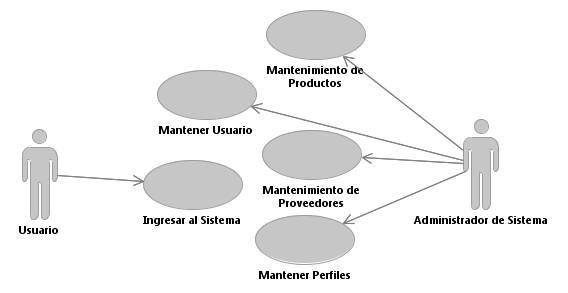 Mantenimiento de
Productos
Mantener Usuario
Mantenimiento de
Proveedores
Usuario
Ingresar al Sistema
Administrador de Sistema
Mantener Perfiles